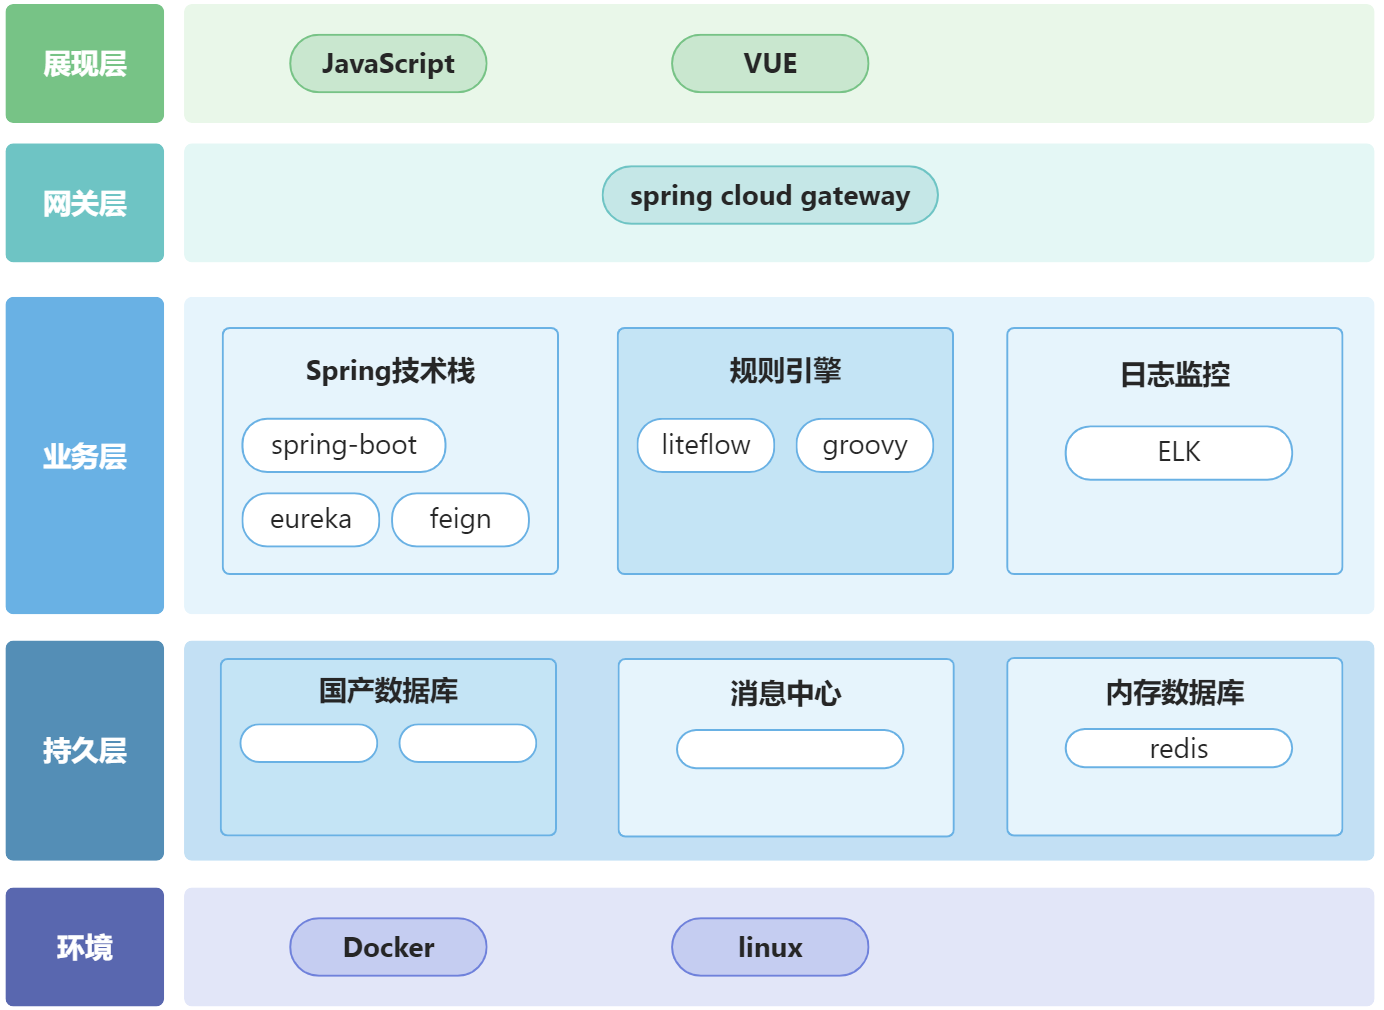 展现层
JavaScript
VUE
网关层
spring cloud gateway
业务层
Spring技术栈
spring-boot
eureka
feign
规则引擎
liteflow
groovy
日志监控
ELK
持久层
国产数据库
消息中心
内存数据库
redis
环境
Docker
linux